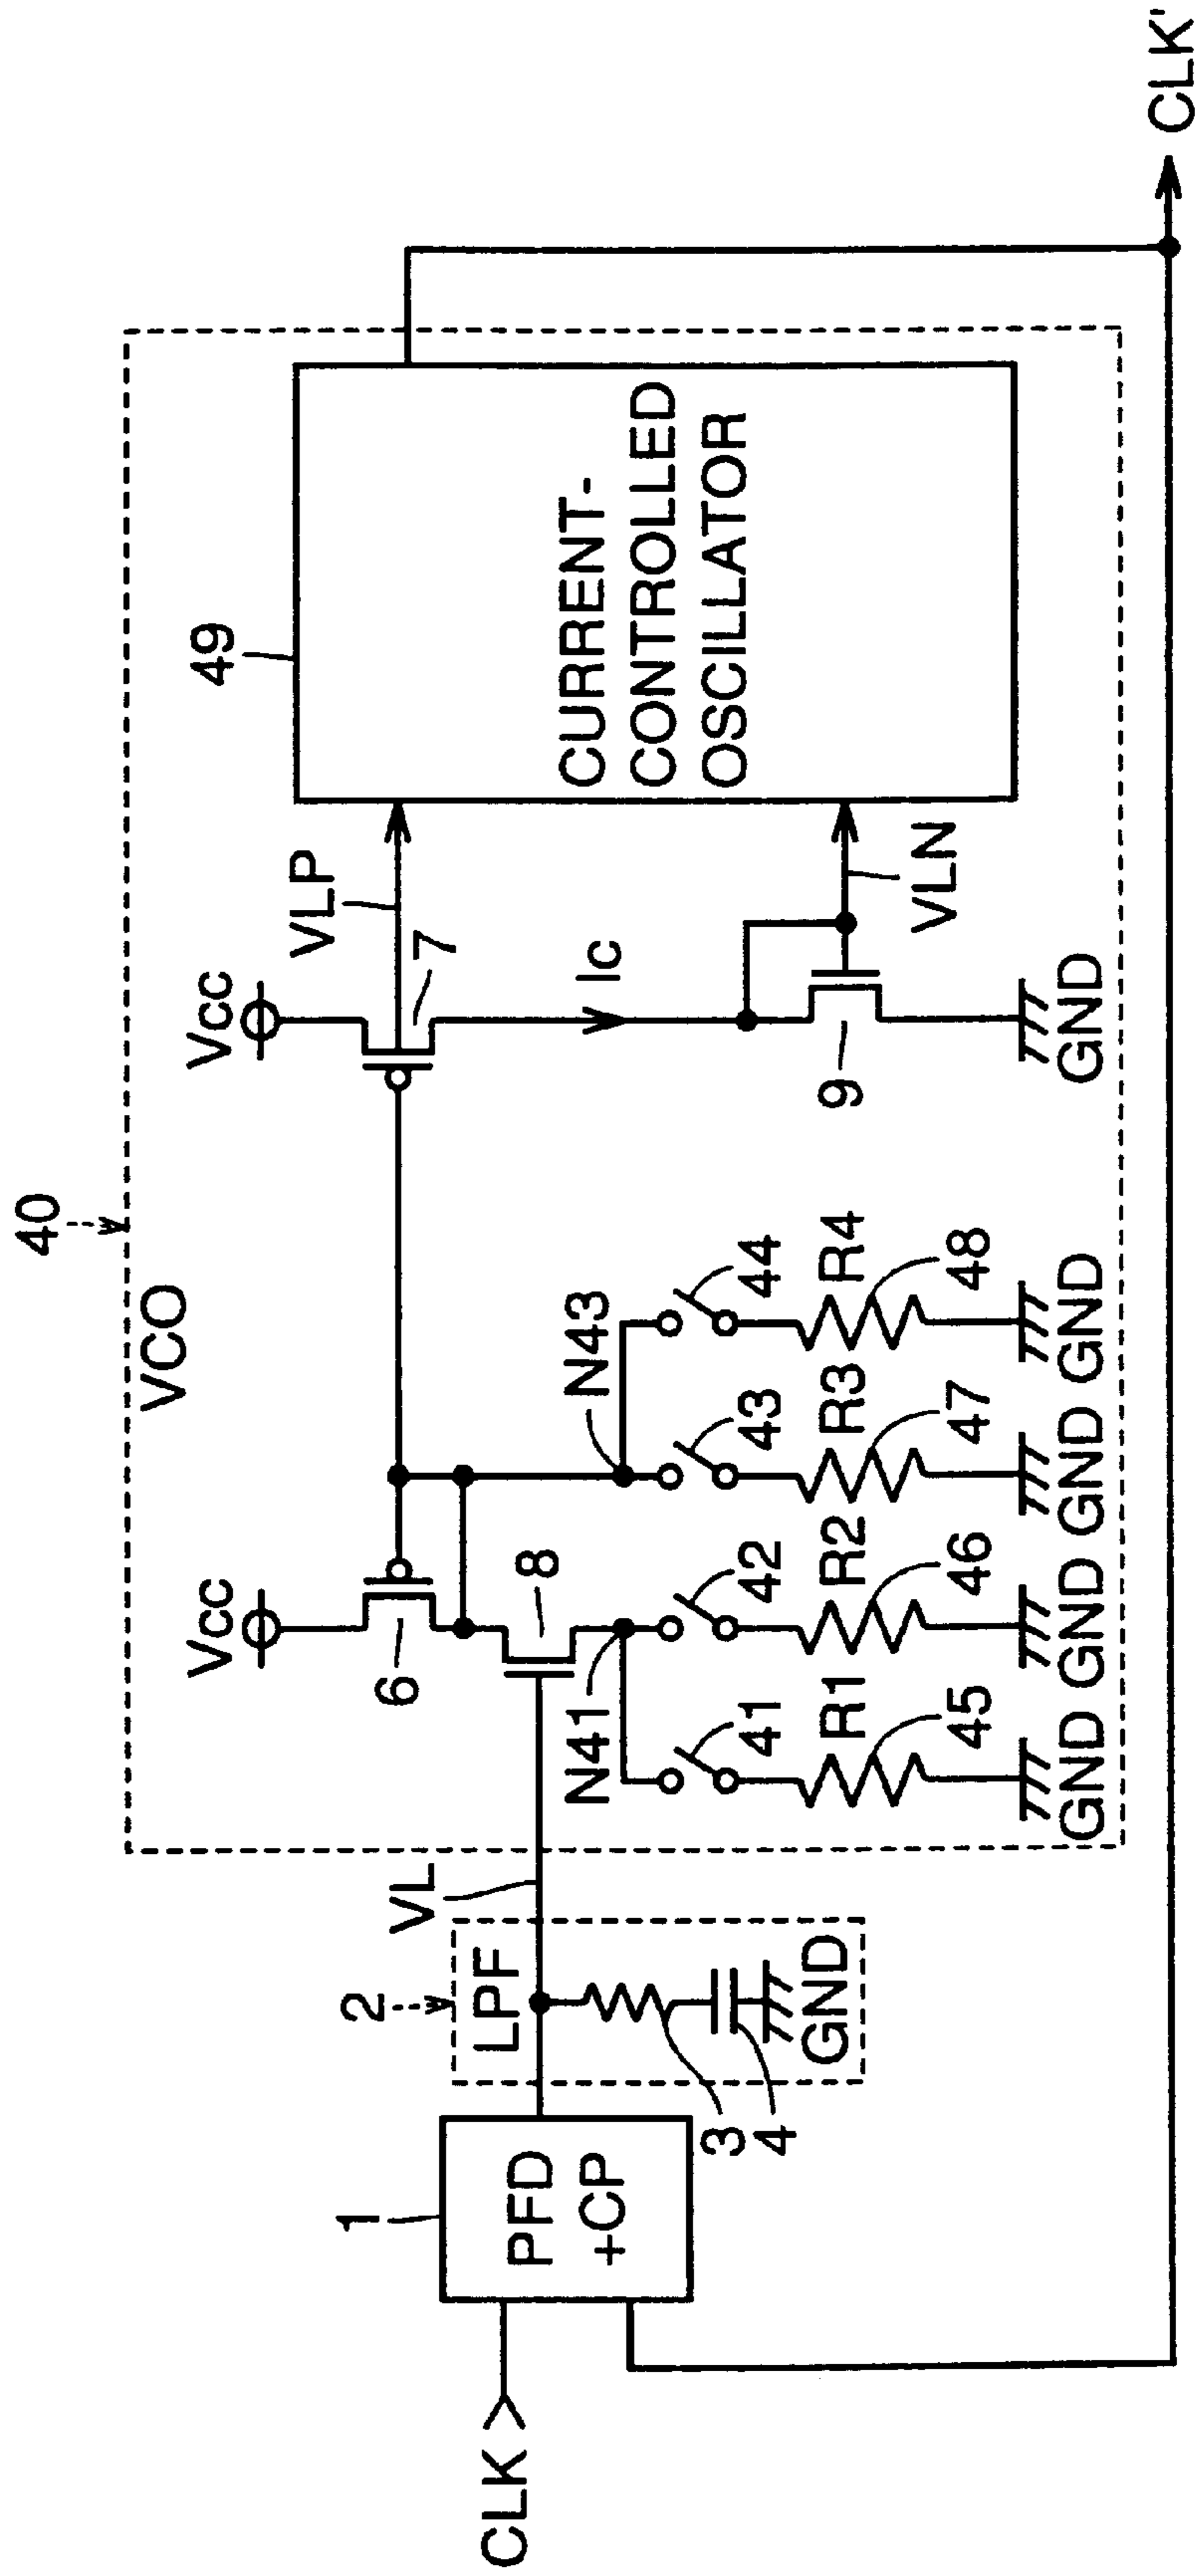 40
VCO
49
CURRENT-
CONTROLLED
OSCILLATOR
Vcc
Vcc
VLP
7
6
8
Ic
VLN
9
GND
N41
N43
41
42
43
44
R1
R2
R3
R4
45
46
47
48
GND
GND
GND
GND
VL
2
LPF
3
4
GND
1
PFD
+CP
CLK
CLK'